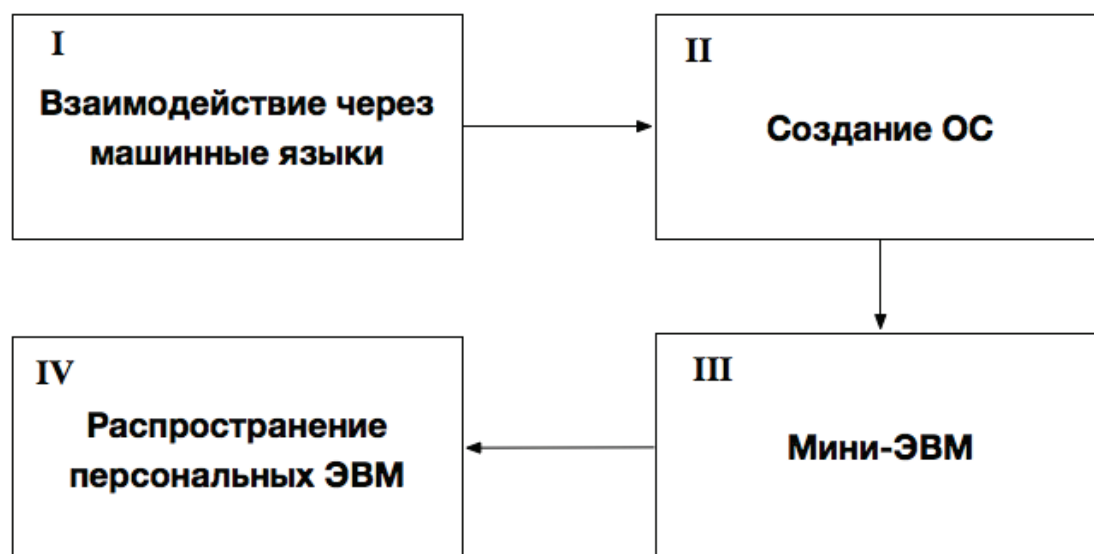 I
Взаимодействие через
машинные языки
II
Создание ОС
III
Мини-ЭВМ
IV
Распространение
персональных ЭВМ